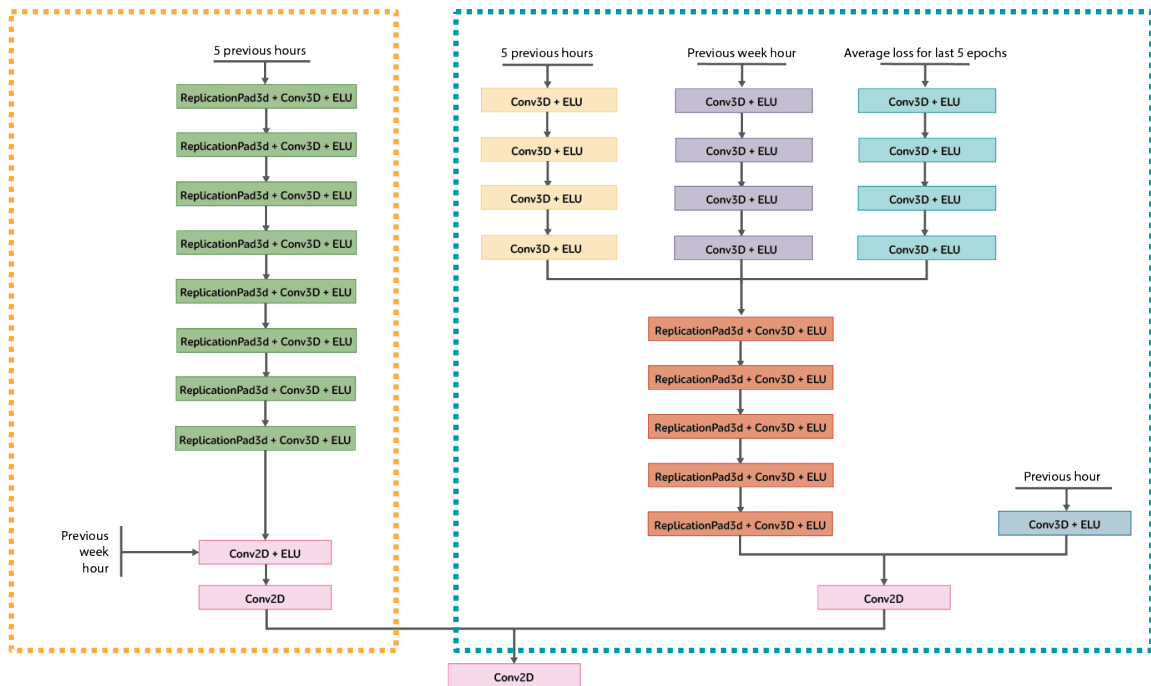 5 previous hours
ReplicationPad3d + Conv3D + ELU
ReplicationPad3d + Conv3D + ELU
ReplicationPad3d + Conv3D + ELU
ReplicationPad3d + Conv3D + ELU
ReplicationPad3d + Conv3D + ELU
ReplicationPad3d + Conv3D + ELU
ReplicationPad3d + Conv3D + ELU
ReplicationPad3d + Conv3D + ELU
Previous
week
hour
Conv2D + ELU
Conv2D
5 previous hours
Conv3D + ELU
Conv3D + ELU
Conv3D + ELU
Conv3D + ELU
Previous week hour
Conv3D + ELU
Conv3D + ELU
Conv3D + ELU
Conv3D + ELU
Average loss for last 5 epochs
Conv3D + ELU
Conv3D + ELU
Conv3D + ELU
Conv3D + ELU
ReplicationPad3d + Conv3D + ELU
ReplicationPad3d + Conv3D + ELU
ReplicationPad3d + Conv3D + ELU
ReplicationPad3d + Conv3D + ELU
ReplicationPad3d + Conv3D + ELU
Previous hour
Conv3D + ELU
Conv2D
Conv2D